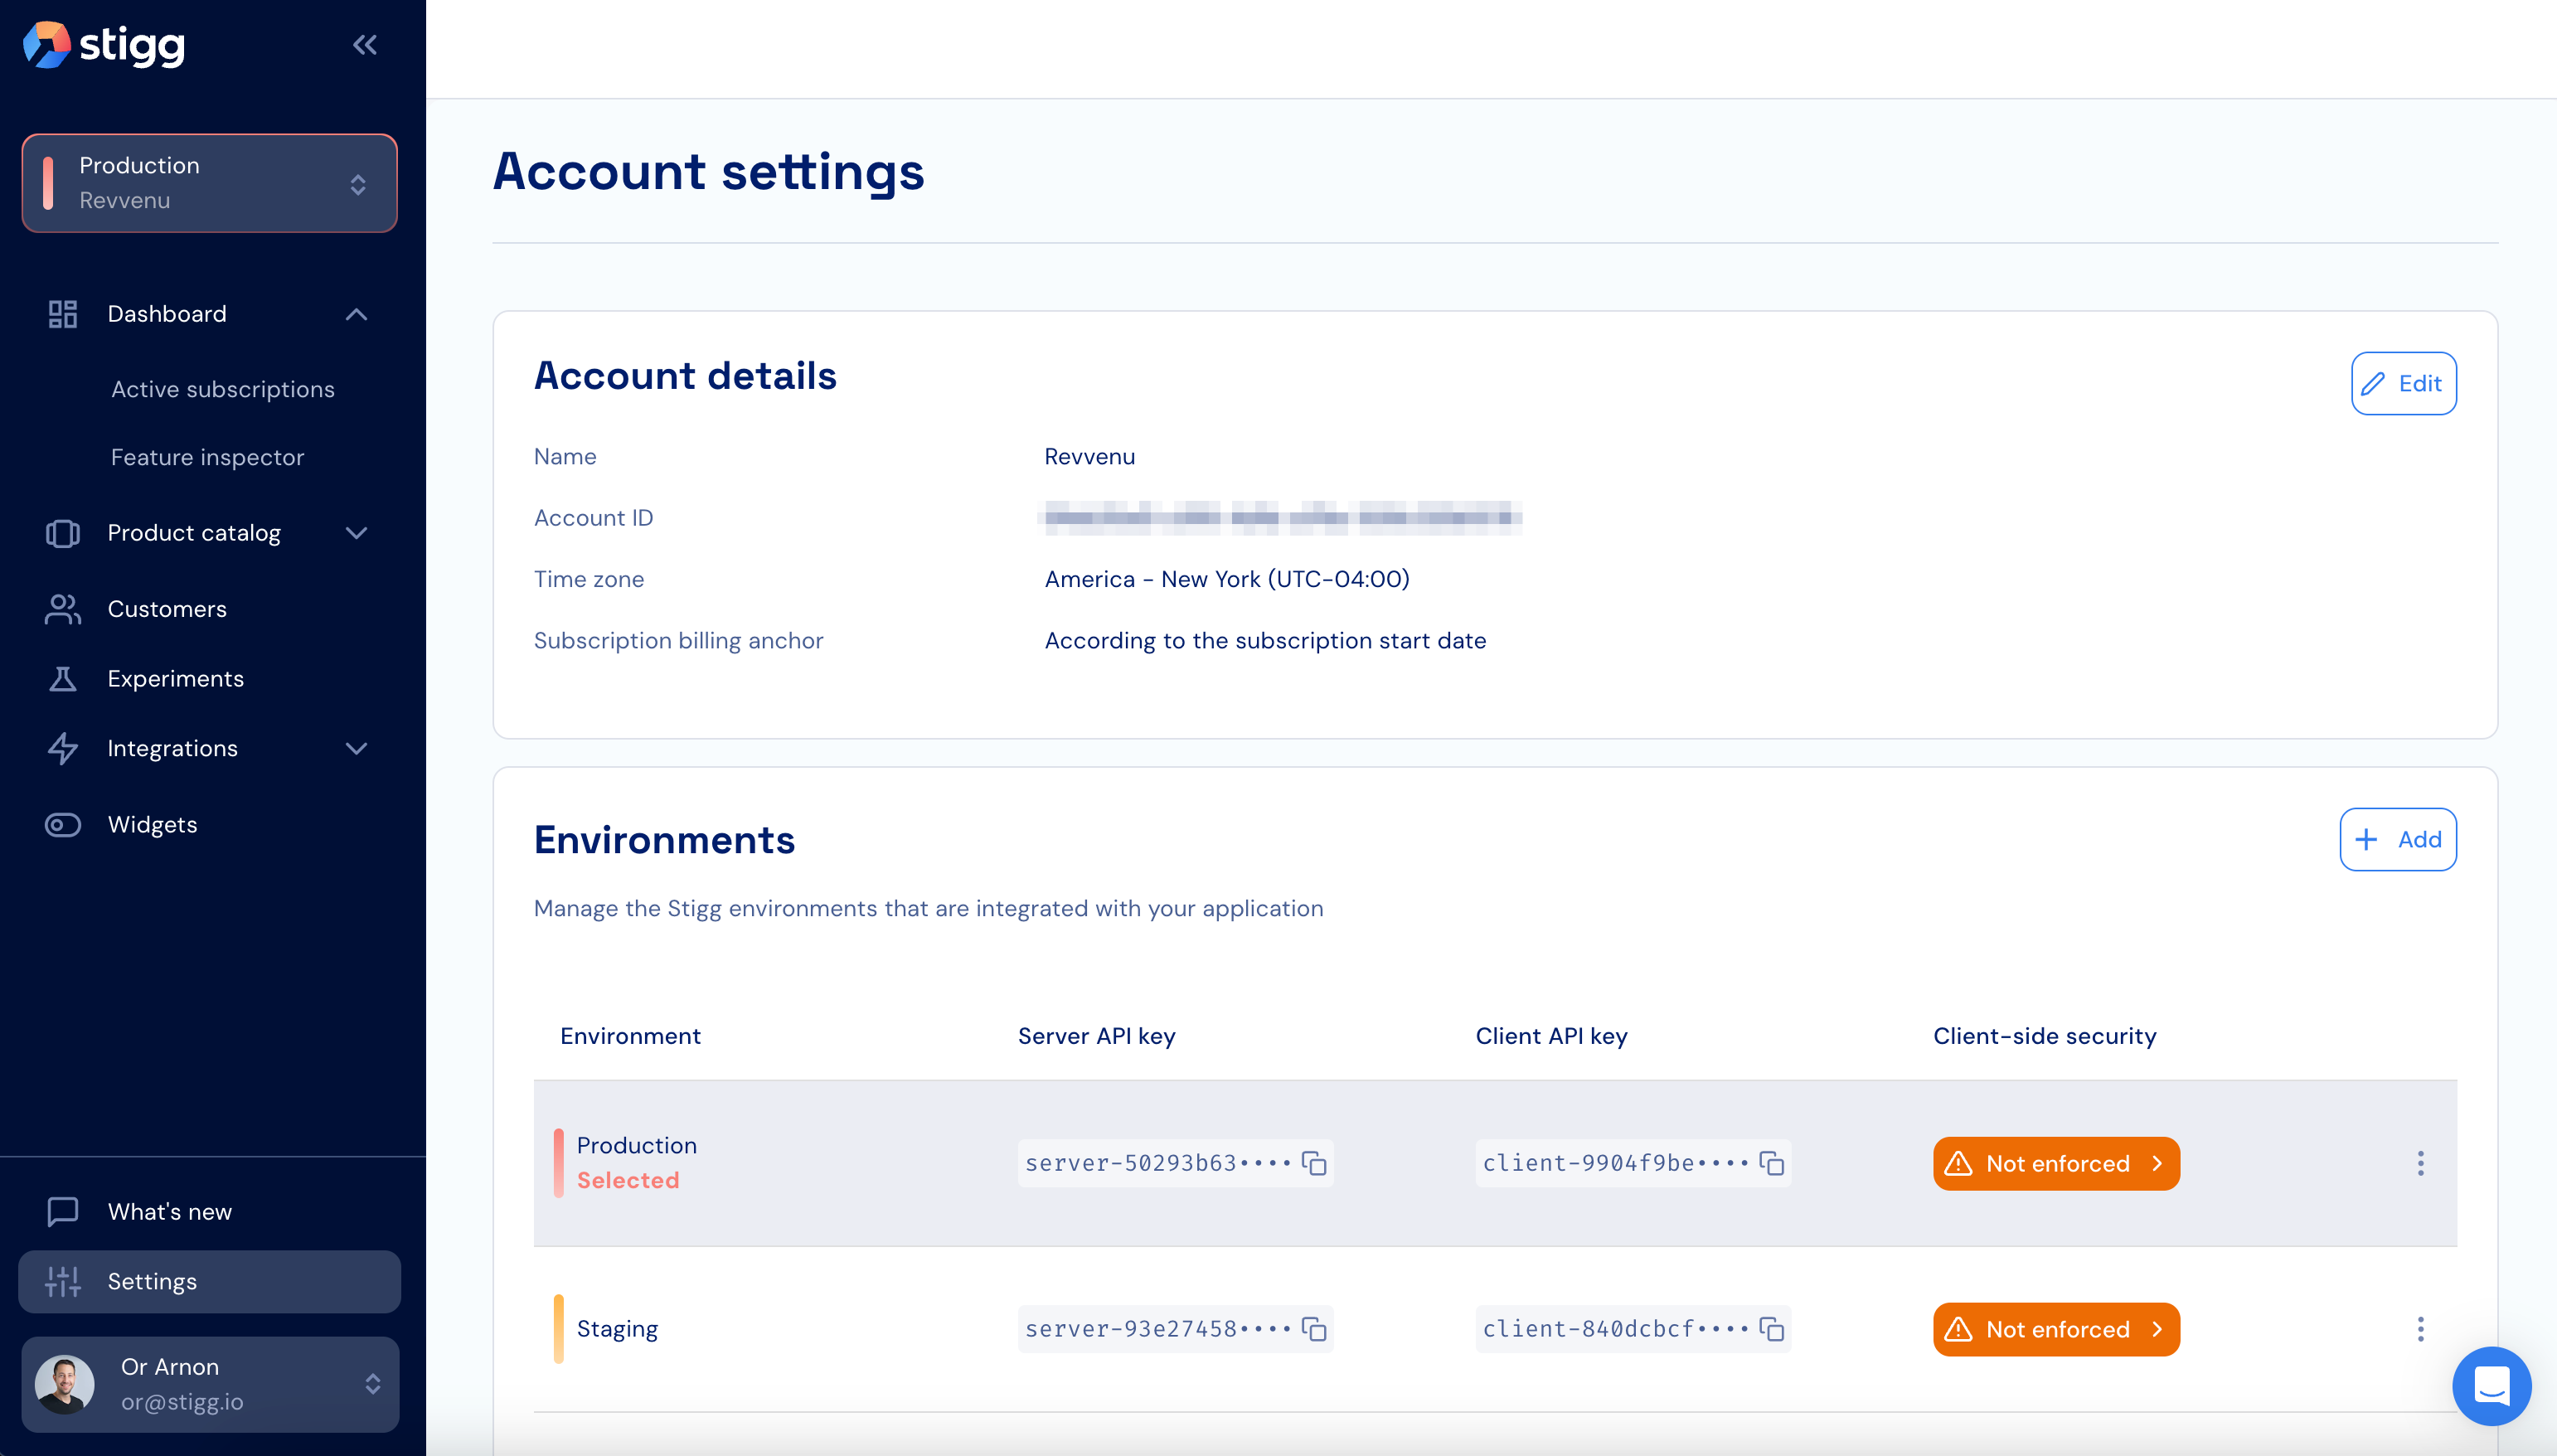 stigg
Production
Revvenu
Dashboard
Active subscriptions
Feature inspector
Product catalog
Customers
Experiments
Integrations
Widgets
What's new
Settings
Or Arnon
or@stigg.io
Account settings
Account details
Edit
Name Revvenu
Account ID
Time zone America - New York (UTC-04:00)
Subscription billing anchor According to the subscription start date
Environments
Add
Manage the Stigg environments that are integrated with your application
Environment Server API key Client API key Client-side security
Production
Selected
server-50293b63•••• client-9904f9be•••• Not enforced
Staging server-93e27458•••• client-840dcbcf•••• Not enforced